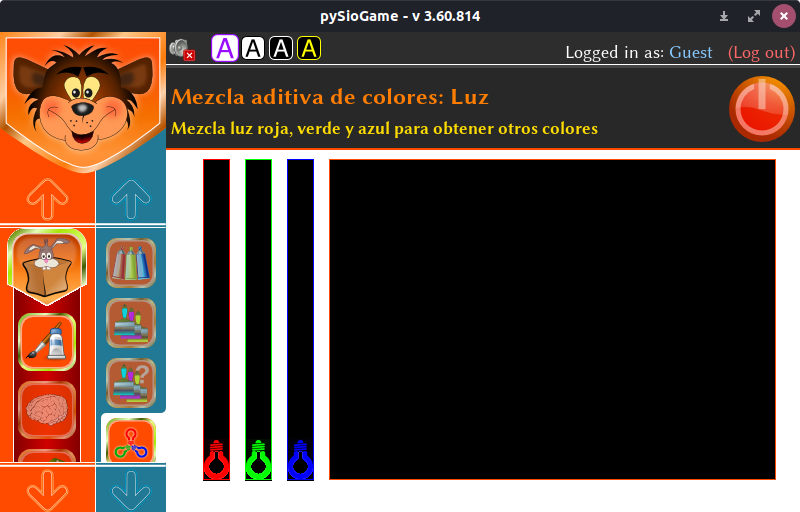 pySioGame - v 3.60.814
A A A A
Logged in as: Guest (Log out)
Mezcla aditiva de colores: Luz
Mezcla luz roja, verde y azul para obtener otros colores
?